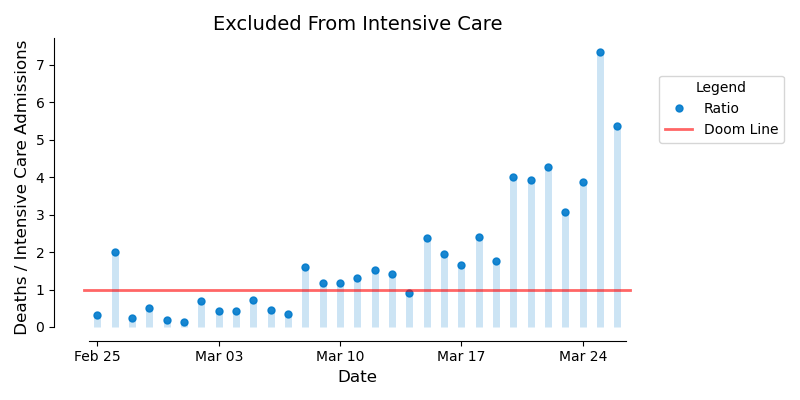 Excluded From Intensive Care
Deaths / Intensive Care Admissions
7
6
5
4
3
2
1
0
Feb 25
Mar 03
Mar 10
Mar 17
Mar 24
Date
Legend
Ratio
Doom Line